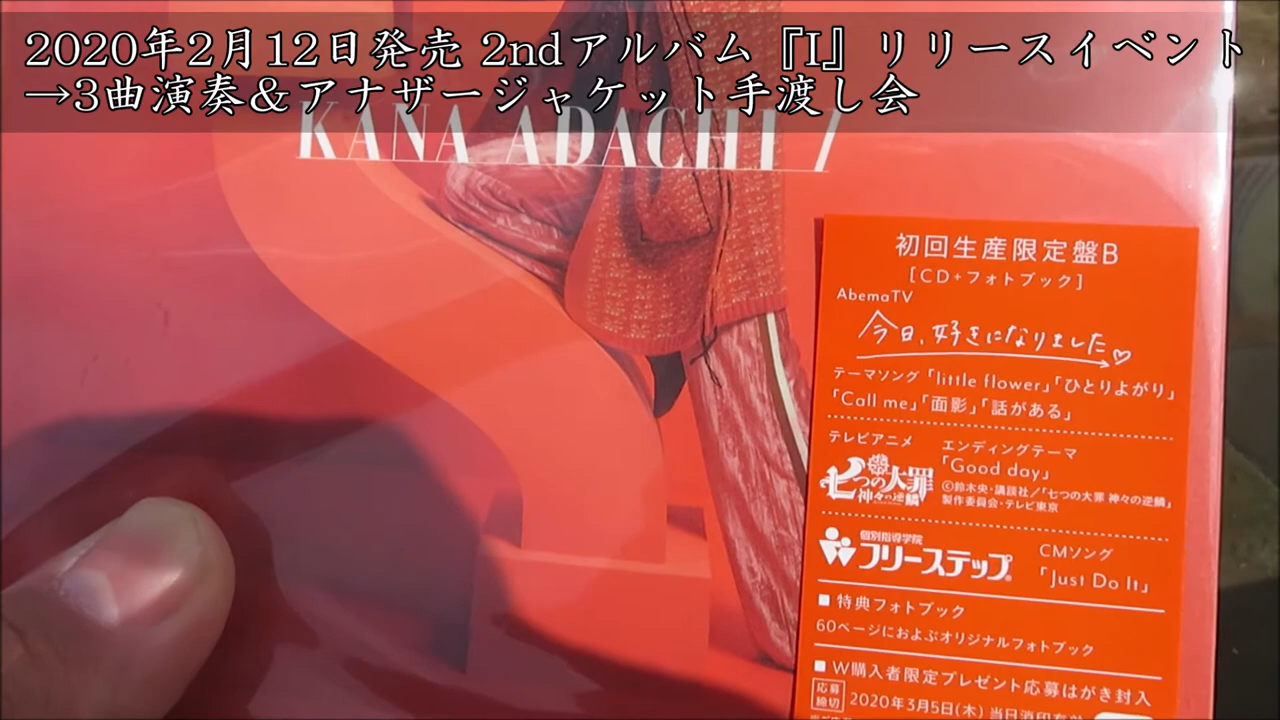 2020年2月12日発売 2ndアルバム『I』リリースイベント
→3曲演奏&アナザージャケット手渡し会
KANA ADACHI /
初回生産限定盤B
[CD+フォトブック]
AbemaTV
今日、好きになりました♡
テーマソング「little flower」「ひとりよがり」
「Call me」「面影」「話がある」
テレビアニメ
七つの大罪
神々の逆鱗
エンディングテーマ
「Good day」
©鈴木央・講談社/「七つの大罪 神々の逆鱗」
製作委員会・テレビ東京
個別指導学院
フリーステップ®
CMソング
「Just Do It」
■ 特典フォトブック
60ページにおよぶオリジナルフォトブック
■ W購入者限定プレゼント応募はがき封入
応募
締切
2020年3月5日(木) 当日消印有効